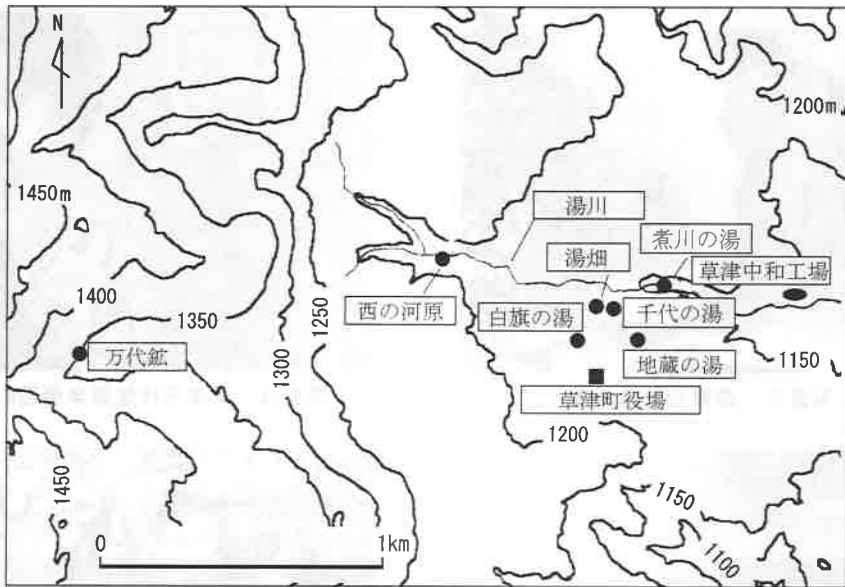 N
1200m
1450m
湯川
煮川の湯
湯畑
草津中和工場
1400
1250
西の河原
白旗の湯
千代の湯
1350
万代鉱
1300
地蔵の湯
1150
草津町役場
1200
1450
1150
0
1km
1100